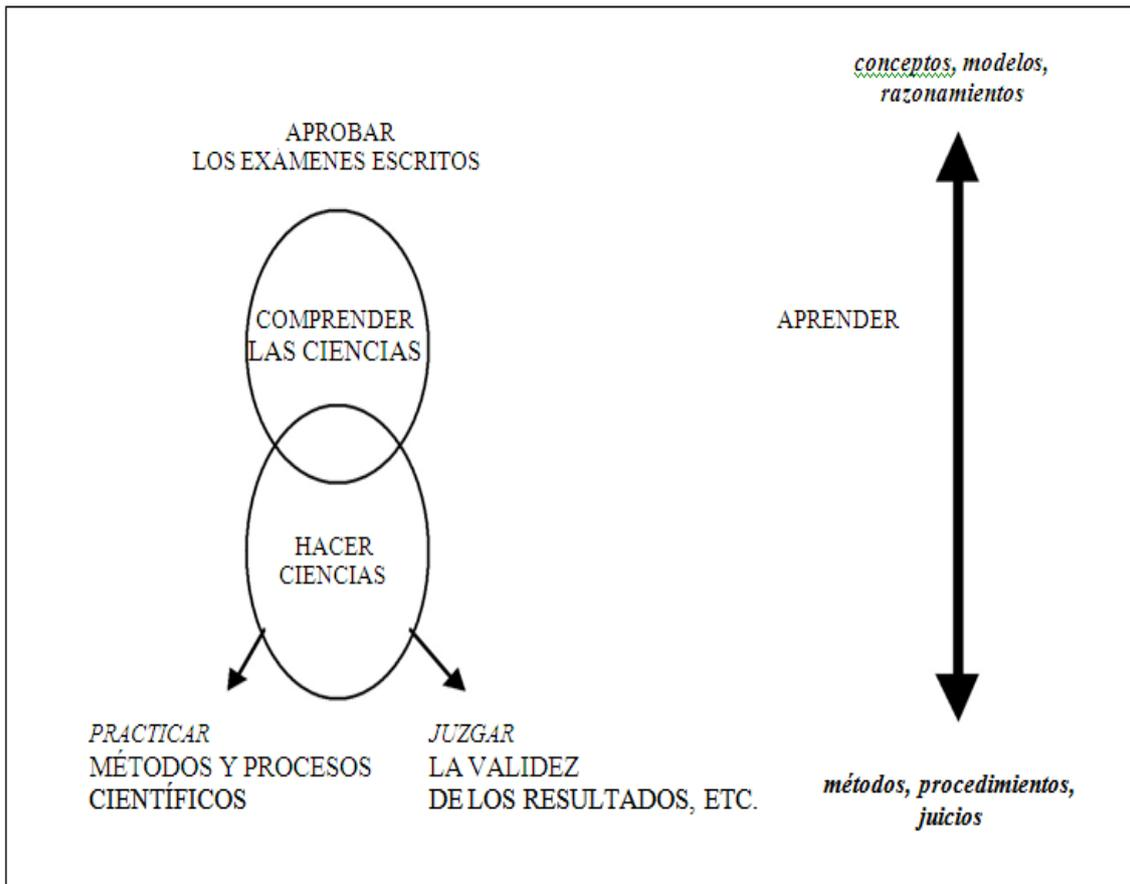 APROBAR
LOS EXÁMENES ESCRITOS
COMPRENDER
LAS CIENCIAS
HACER
CIENCIAS
PRACTICAR
MÉTODOS Y PROCESOS
CIENTÍFICOS
JUZGAR
LA VALIDEZ
DE LOS RESULTADOS, ETC.
conceptos, modelos,
razonamientos
APRENDER
métodos, procedimientos,
juicios